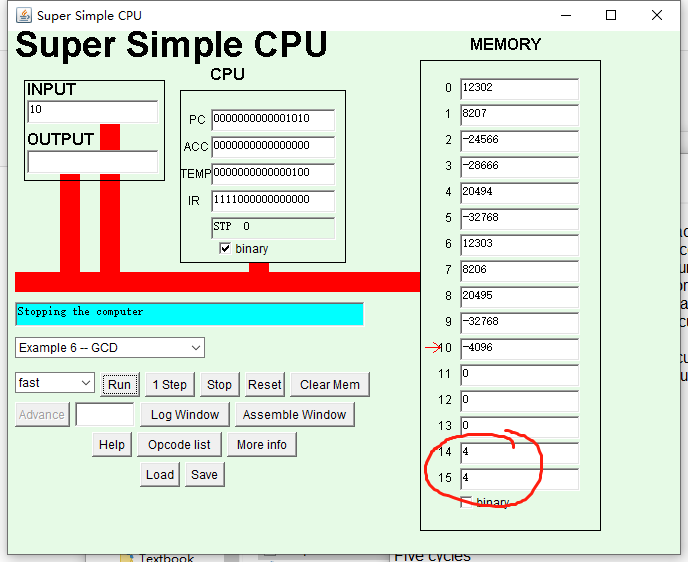 Super Simple CPU
Super Simple CPU
INPUT
10
OUTPUT
CPU
PC 0000000000001010
ACC 0000000000000000
TEMP 0000000000000100
IR 1111000000000000
STP 0
binary
MEMORY
0 12302
1 8207
2 -24566
3 -28666
4 20494
5 -32768
6 12303
7 8206
8 20495
9 -32768
10 -4096
11 0
12 0
13 0
14 4
15 4
binary
Stopping the computer
Example 6 -- GCD
fast Run 1 Step Stop Reset Clear Mem
Advance Log Window Assemble Window
Help Opcode list More info
Load Save
Textbook
Five cycles